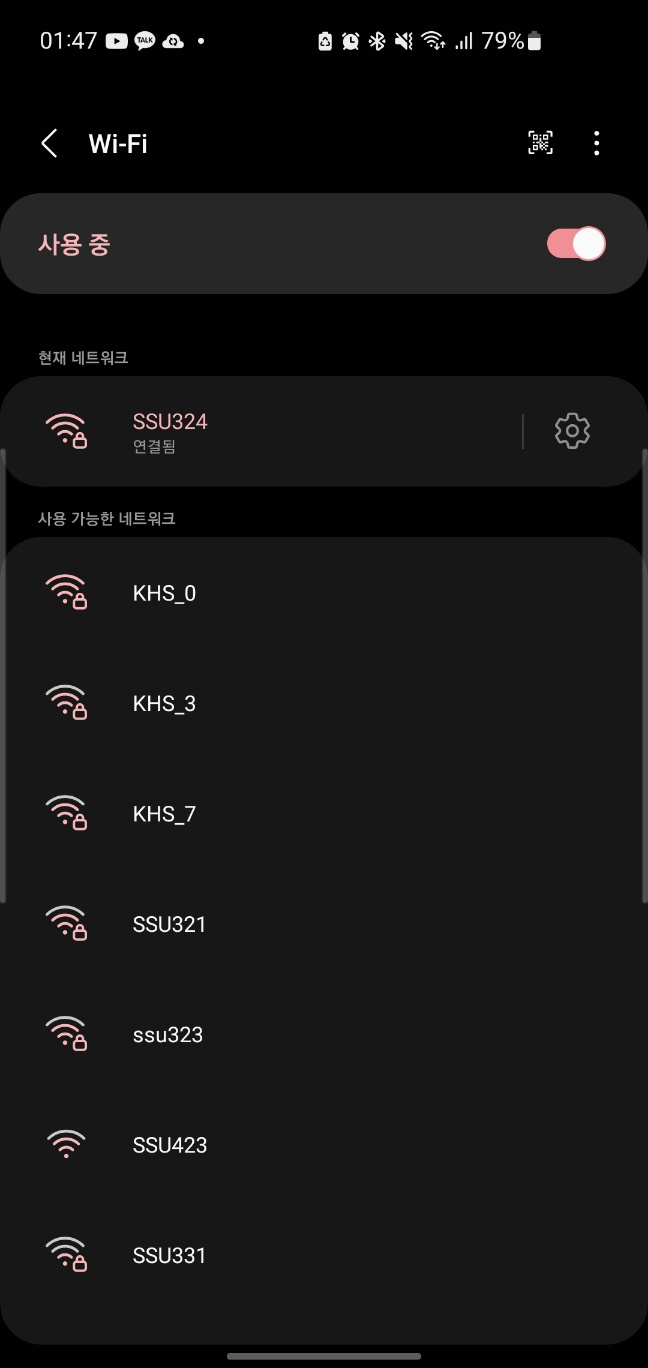 01:47 TALK 79%
Wi-Fi
사용 중
현재 네트워크
SSU324
연결됨
사용 가능한 네트워크
KHS_0
KHS_3
KHS_7
SSU321
ssu323
SSU423
SSU331